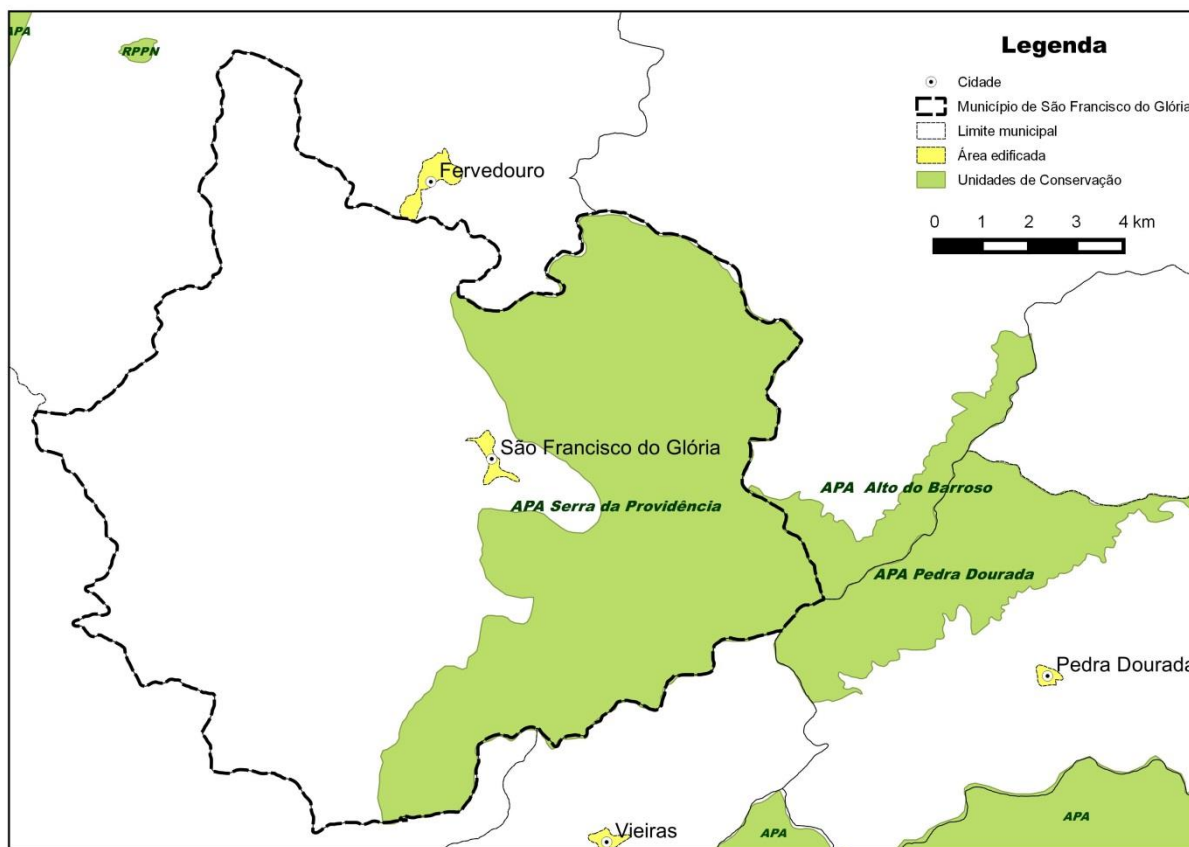 APA
RPPN
Legenda
Cidade
Município de São Francisco do Glória
Limite municipal
Área edificada
Unidades de Conservação
0 1 2 3 4 km
Fervedouro
São Francisco do Glória
APA Serra da Providência
APA Alto do Barroso
APA Pedra Dourada
Pedra Dourada
Vieiras
APA
APA